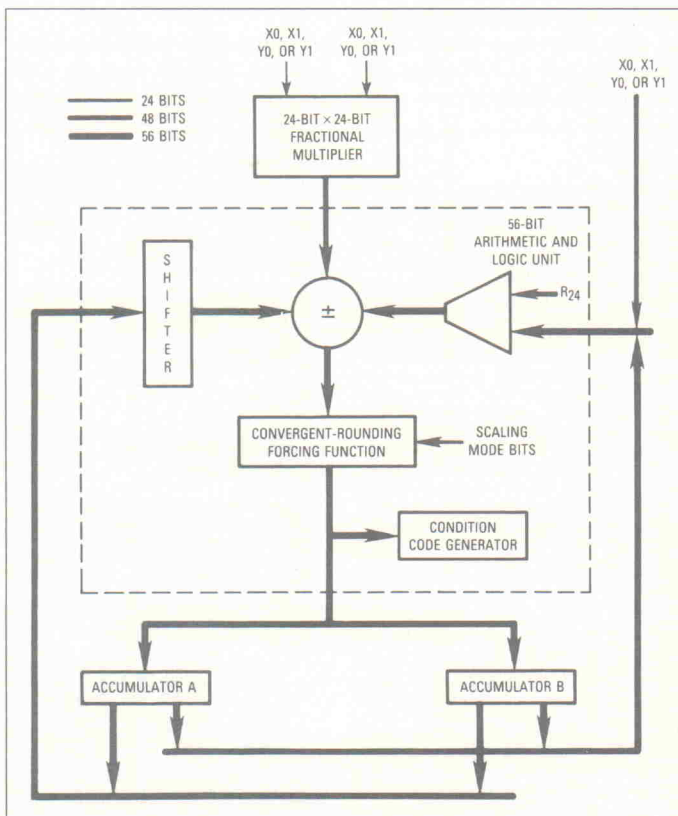 X0, X1,
Y0, OR Y1
X0, X1,
Y0, OR Y1
X0, X1,
Y0, OR Y1
24 BITS
48 BITS
56 BITS
24-BIT × 24-BIT
FRACTIONAL
MULTIPLIER
56-BIT
ARITHMETIC AND
LOGIC UNIT
SHIFTER
±
R24
CONVERGENT-ROUNDING
FORCING FUNCTION
SCALING
MODE BITS
CONDITION
CODE GENERATOR
ACCUMULATOR A
ACCUMULATOR B